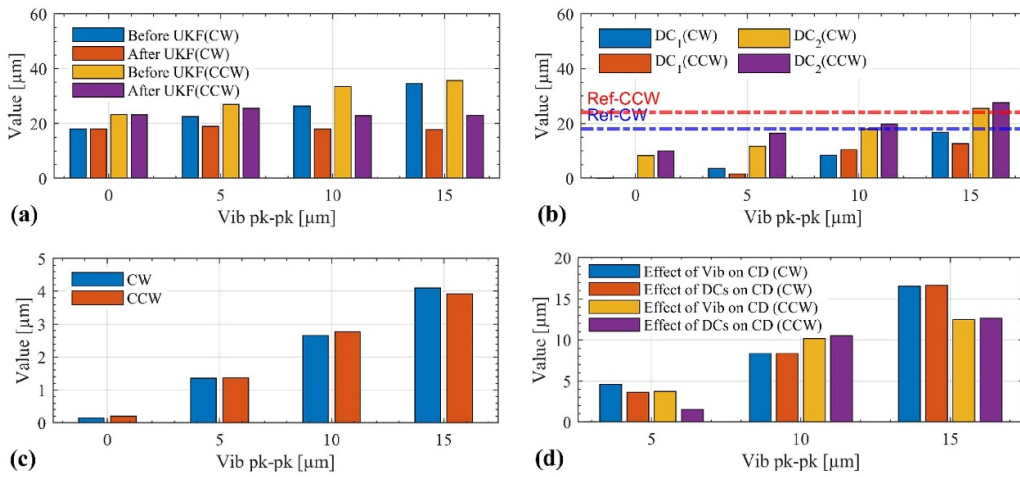 60
40
20
0
Value [μm]
Before UKF(CW)
After UKF(CW)
Before UKF(CCW)
After UKF(CCW)
0 5 10 15
(a)
Vib pk-pk [μm]
60
40
20
0
Value [μm]
DC1(CW) DC2(CW)
DC1(CCW) DC2(CCW)
Ref-CCW
Ref-CW
0 5 10 15
(b)
Vib pk-pk [μm]
5
4
3
2
1
0
Value [μm]
CW
CCW
0 5 10 15
(c)
Vib pk-pk [μm]
20
15
10
5
0
Value [μm]
Effect of Vib on CD (CW)
Effect of DCs on CD (CW)
Effect of Vib on CD (CCW)
Effect of DCs on CD (CCW)
5 10 15
(d)
Vib pk-pk [μm]